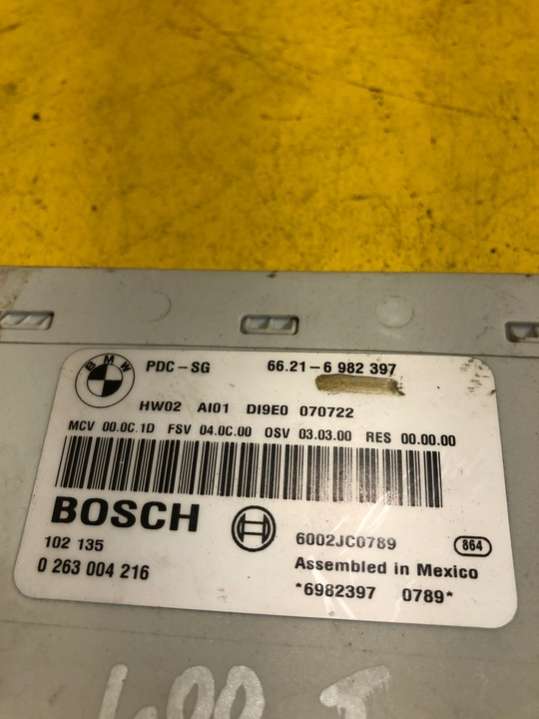 BMW PDC-SG 66.21-6 982 397
HW02 AI01 DI9E0 070722
MCV 00.0C.1D FSV 04.0C.00 OSV 03.03.00 RES 00.00.00
BOSCH
102 135 6002JC0789 864
0 263 004 216 Assembled in Mexico
*6982397 0789*